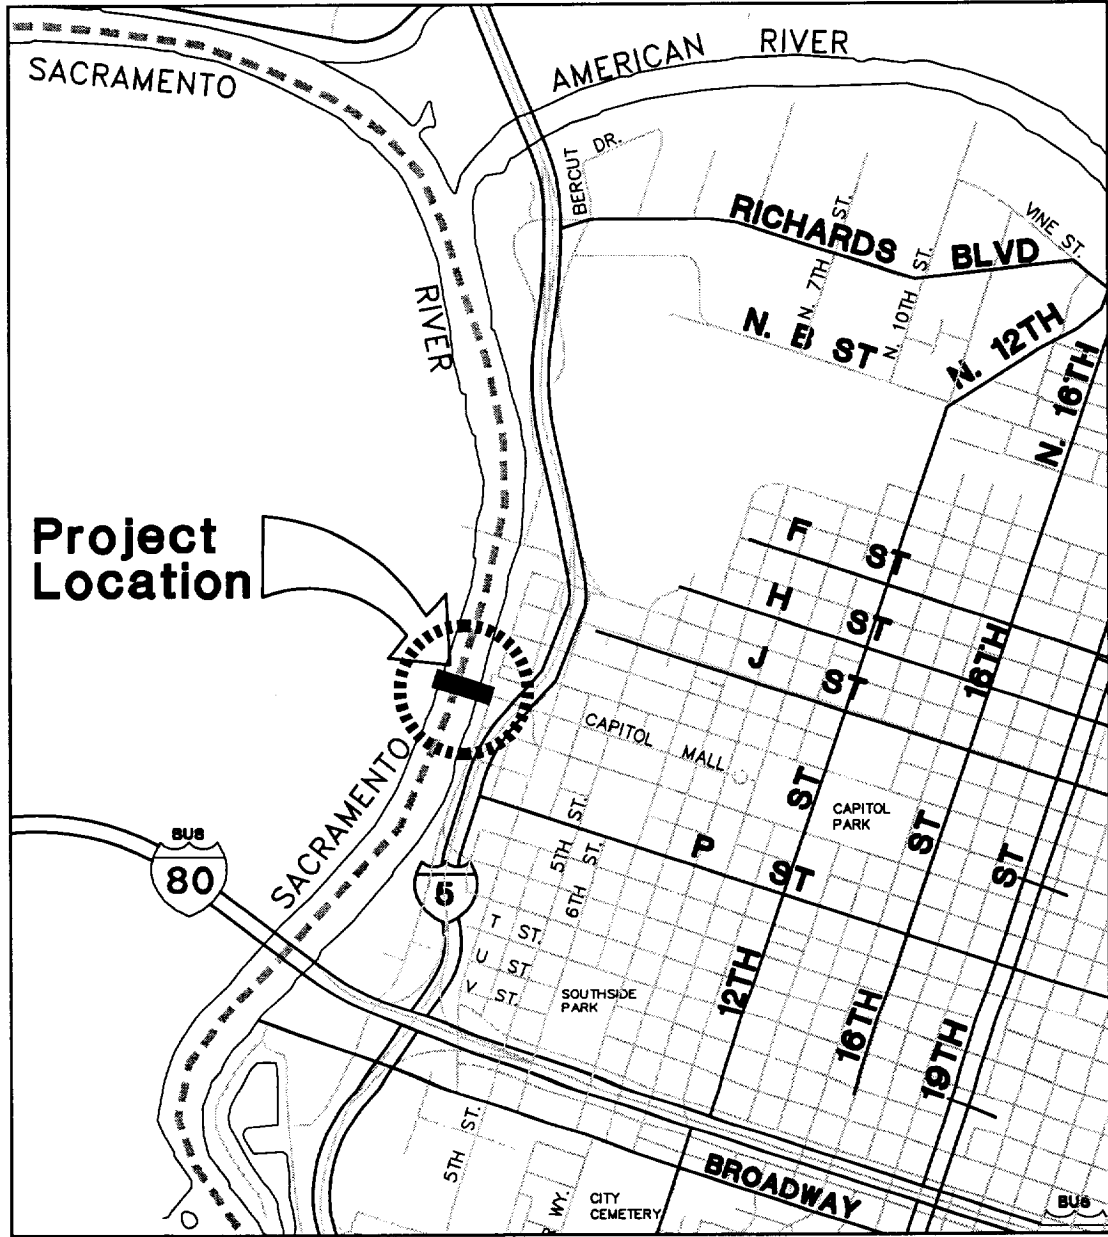 AMERICAN RIVER
SACRAMENTO
BERCUT DR.
RICHARDS BLVD
VINE ST.
N. 7TH ST.
N. 10TH ST.
RIVER
N. B ST
N. 12TH
N. 16TH
Project
Location
F ST
H ST
J ST
16TH ST
CAPITOL MALL
SACRAMENTO
CAPITOL
PARK
BUS
80
5
P ST
5TH ST.
6TH ST.
ST
ST
T ST.
U ST.
V ST.
SOUTHSIDE
PARK
12TH
16TH
19TH
5TH ST.
BROADWAY
CITY
CEMETERY
WY.
BUS